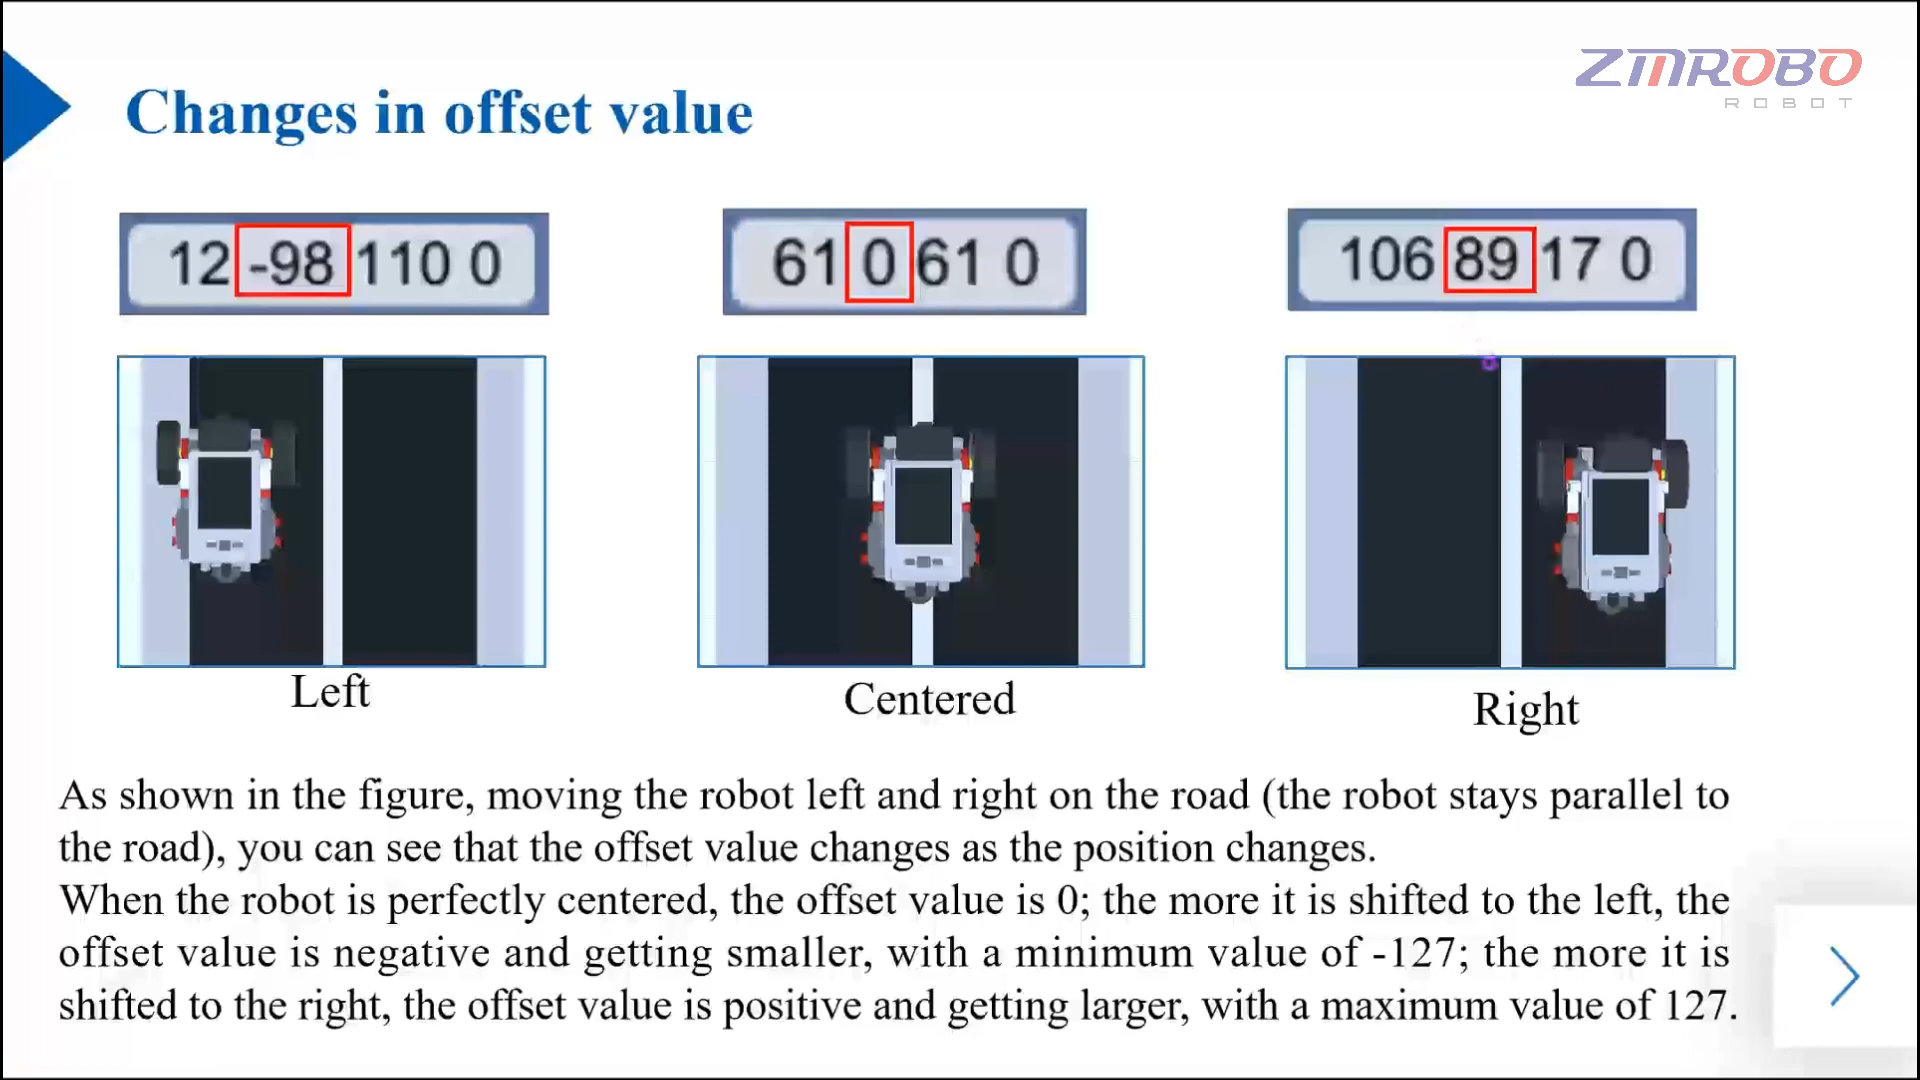 ZMROBO
ROBOT
Changes in offset value
12 -98 110 0
61 0 61 0
106 89 17 0
Left
Centered
Right
As shown in the figure, moving the robot left and right on the road (the robot stays parallel to
the road), you can see that the offset value changes as the position changes.
When the robot is perfectly centered, the offset value is 0; the more it is shifted to the left, the
offset value is negative and getting smaller, with a minimum value of -127; the more it is
shifted to the right, the offset value is positive and getting larger, with a maximum value of 127.